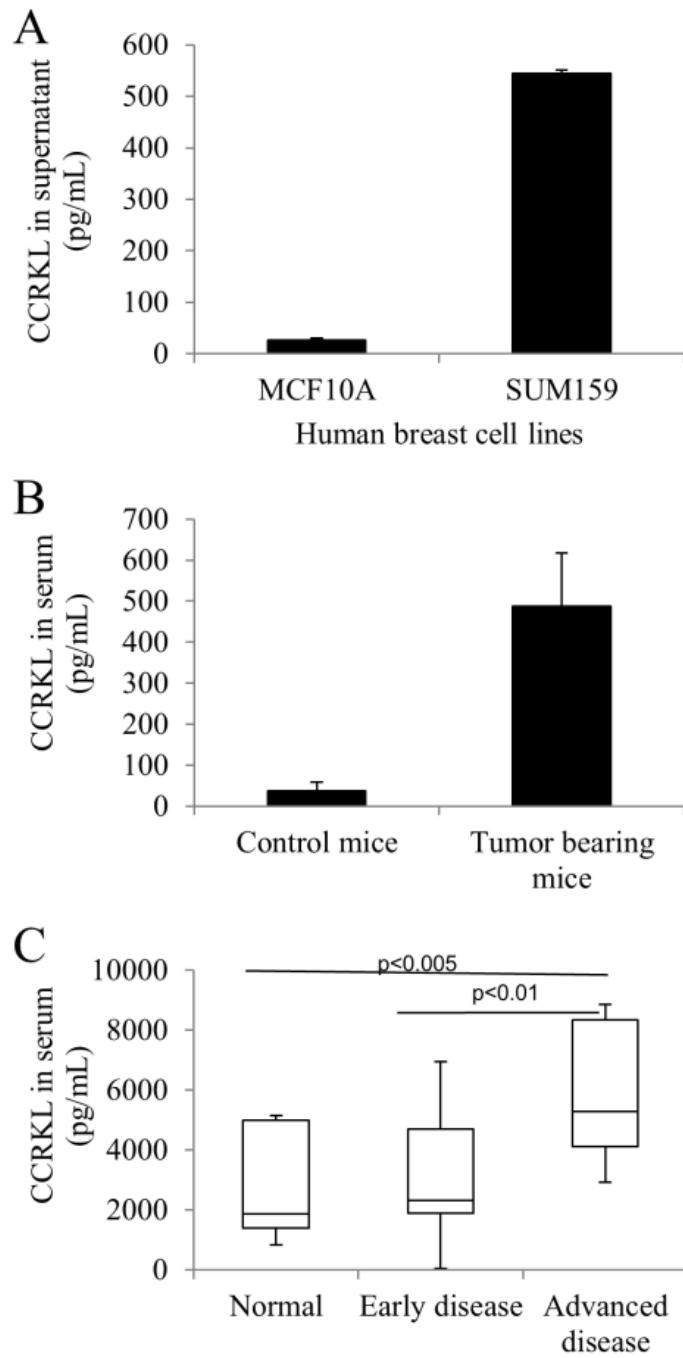 A
CCRKL in supernatant
(pg/mL)
600
500
400
300
200
100
0
MCF10A SUM159
Human breast cell lines
B
CCRKL in serum
(pg/mL)
700
600
500
400
300
200
100
0
Control mice Tumor bearing
mice
C
CCRKL in serum
(pg/mL)
10000
8000
6000
4000
2000
0
p<0.005
p<0.01
Normal Early disease Advanced
disease